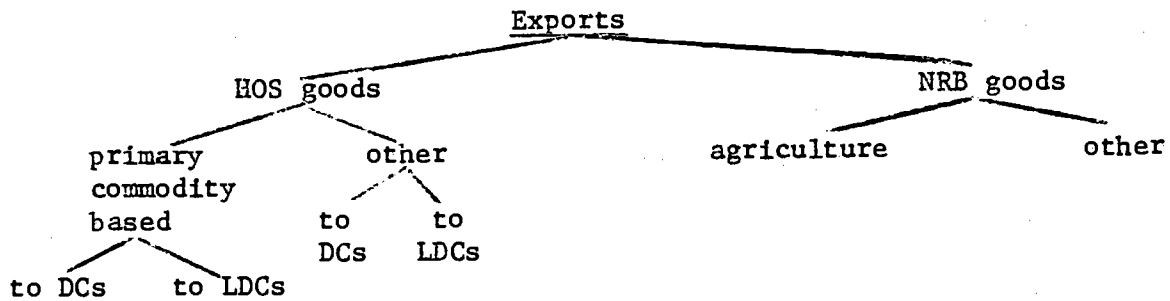 Exports
HOS goods NRB goods
primary commodity based other agriculture other
to DCs to LDCs
to DCs to LDCs